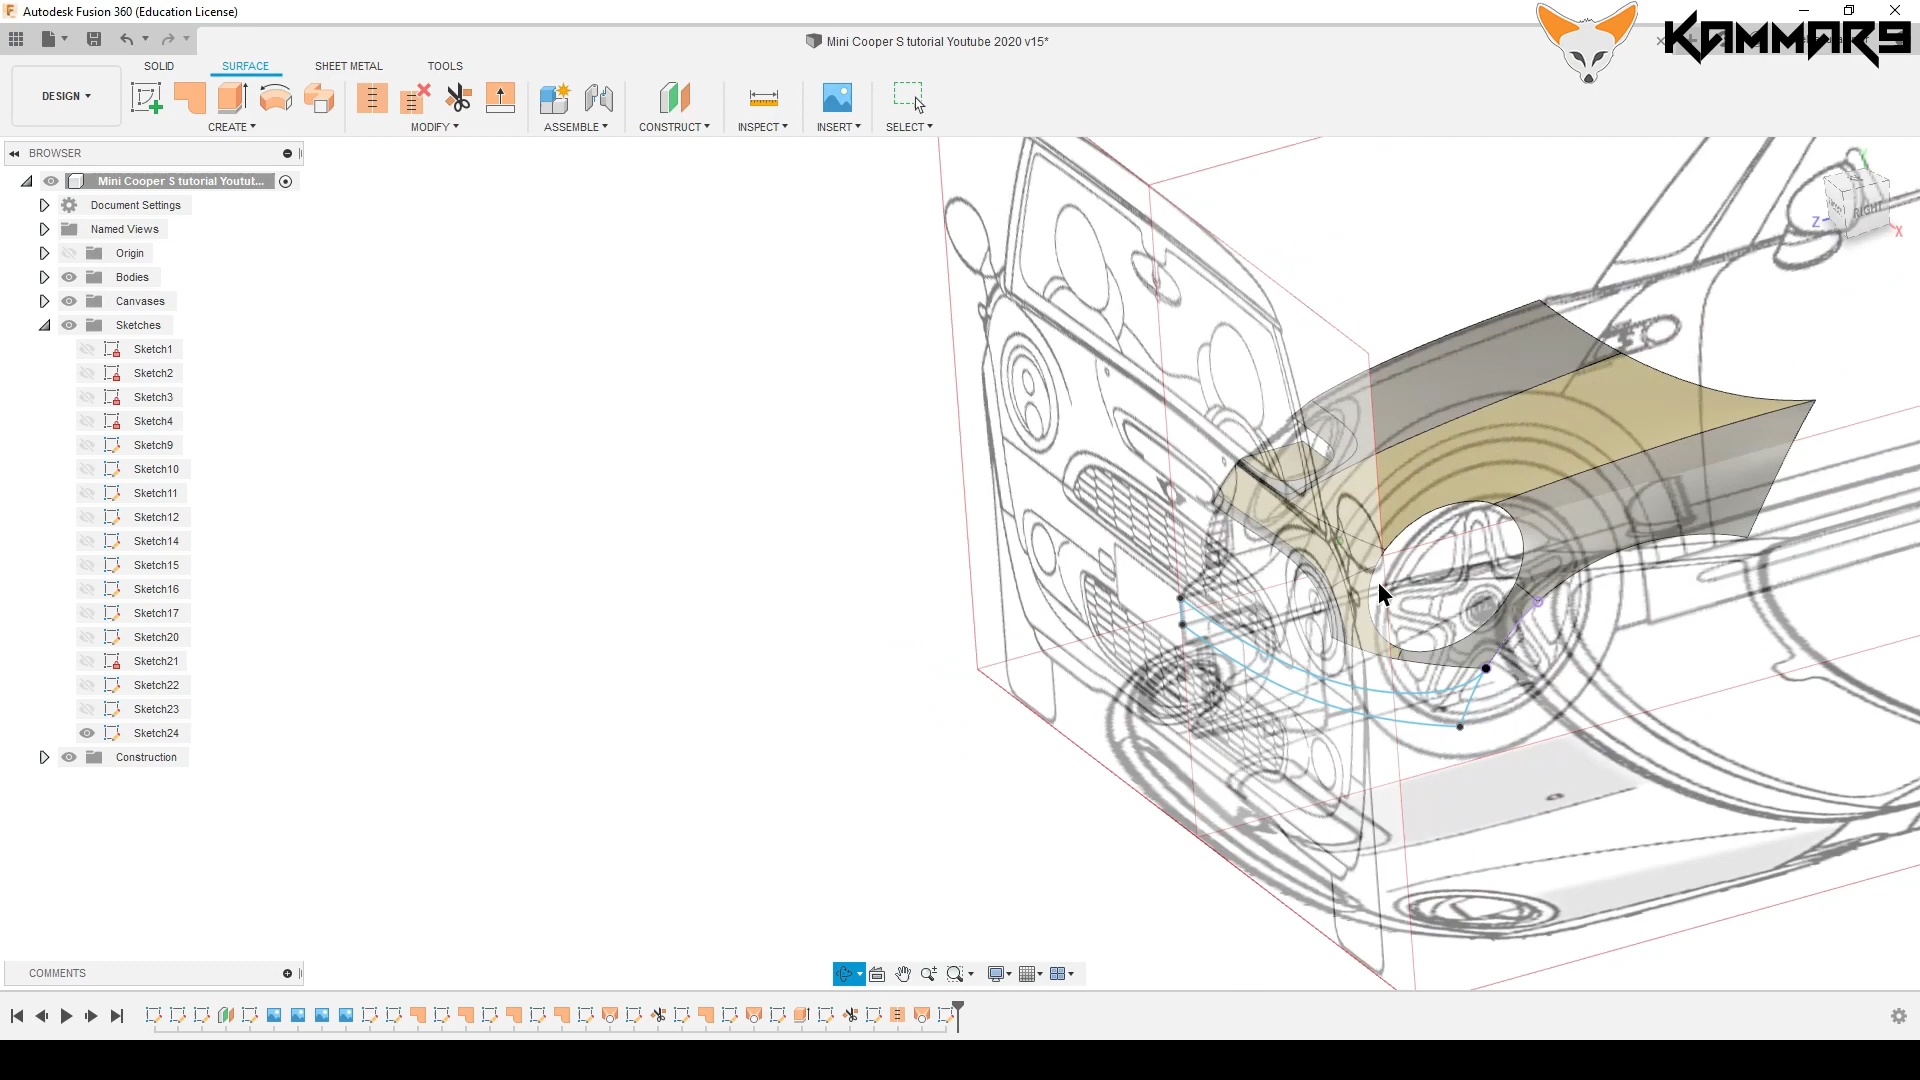 Autodesk Fusion 360 (Education License)
Mini Cooper S tutorial Youtube 2020 v15*
KAMMAR9
SOLID
SURFACE
SHEET METAL
TOOLS
DESIGN
CREATE
MODIFY
ASSEMBLE
CONSTRUCT
INSPECT
INSERT
SELECT
BROWSER
Mini Cooper S tutorial Youtut...
Document Settings
Named Views
Origin
Bodies
Canvases
Sketches
Sketch1
Sketch2
Sketch3
Sketch4
Sketch9
Sketch10
Sketch11
Sketch12
Sketch14
Sketch15
Sketch16
Sketch17
Sketch20
Sketch21
Sketch22
Sketch23
Sketch24
Construction
RIGHT
Z
X
Y
COMMENTS